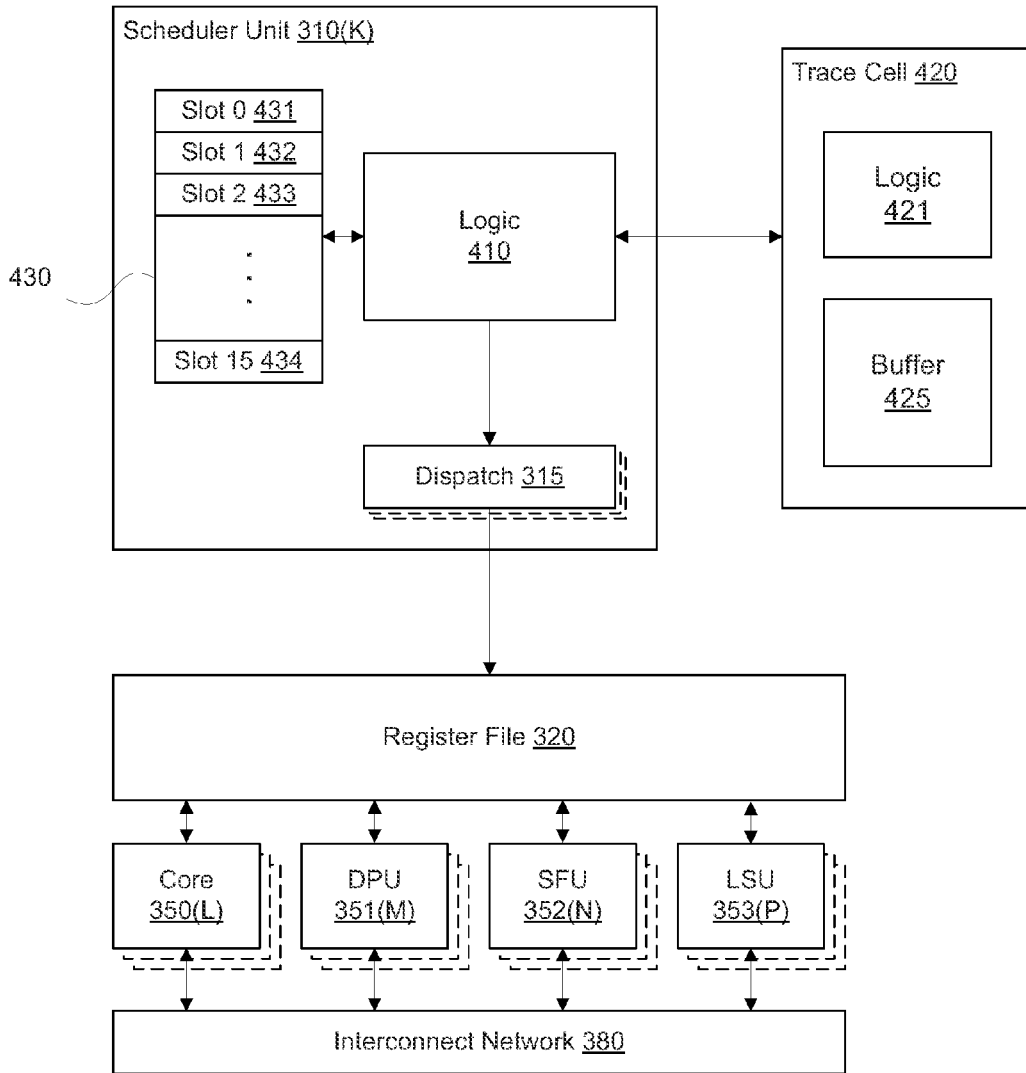 Scheduler Unit 310(K)
Slot 0 431
Slot 1 432
Slot 2 433
Slot 15 434
430
Logic
410
Dispatch 315
Trace Cell 420
Logic
421
Buffer
425
Register File 320
Core
350(L)
DPU
351(M)
SFU
352(N)
LSU
353(P)
Interconnect Network 380